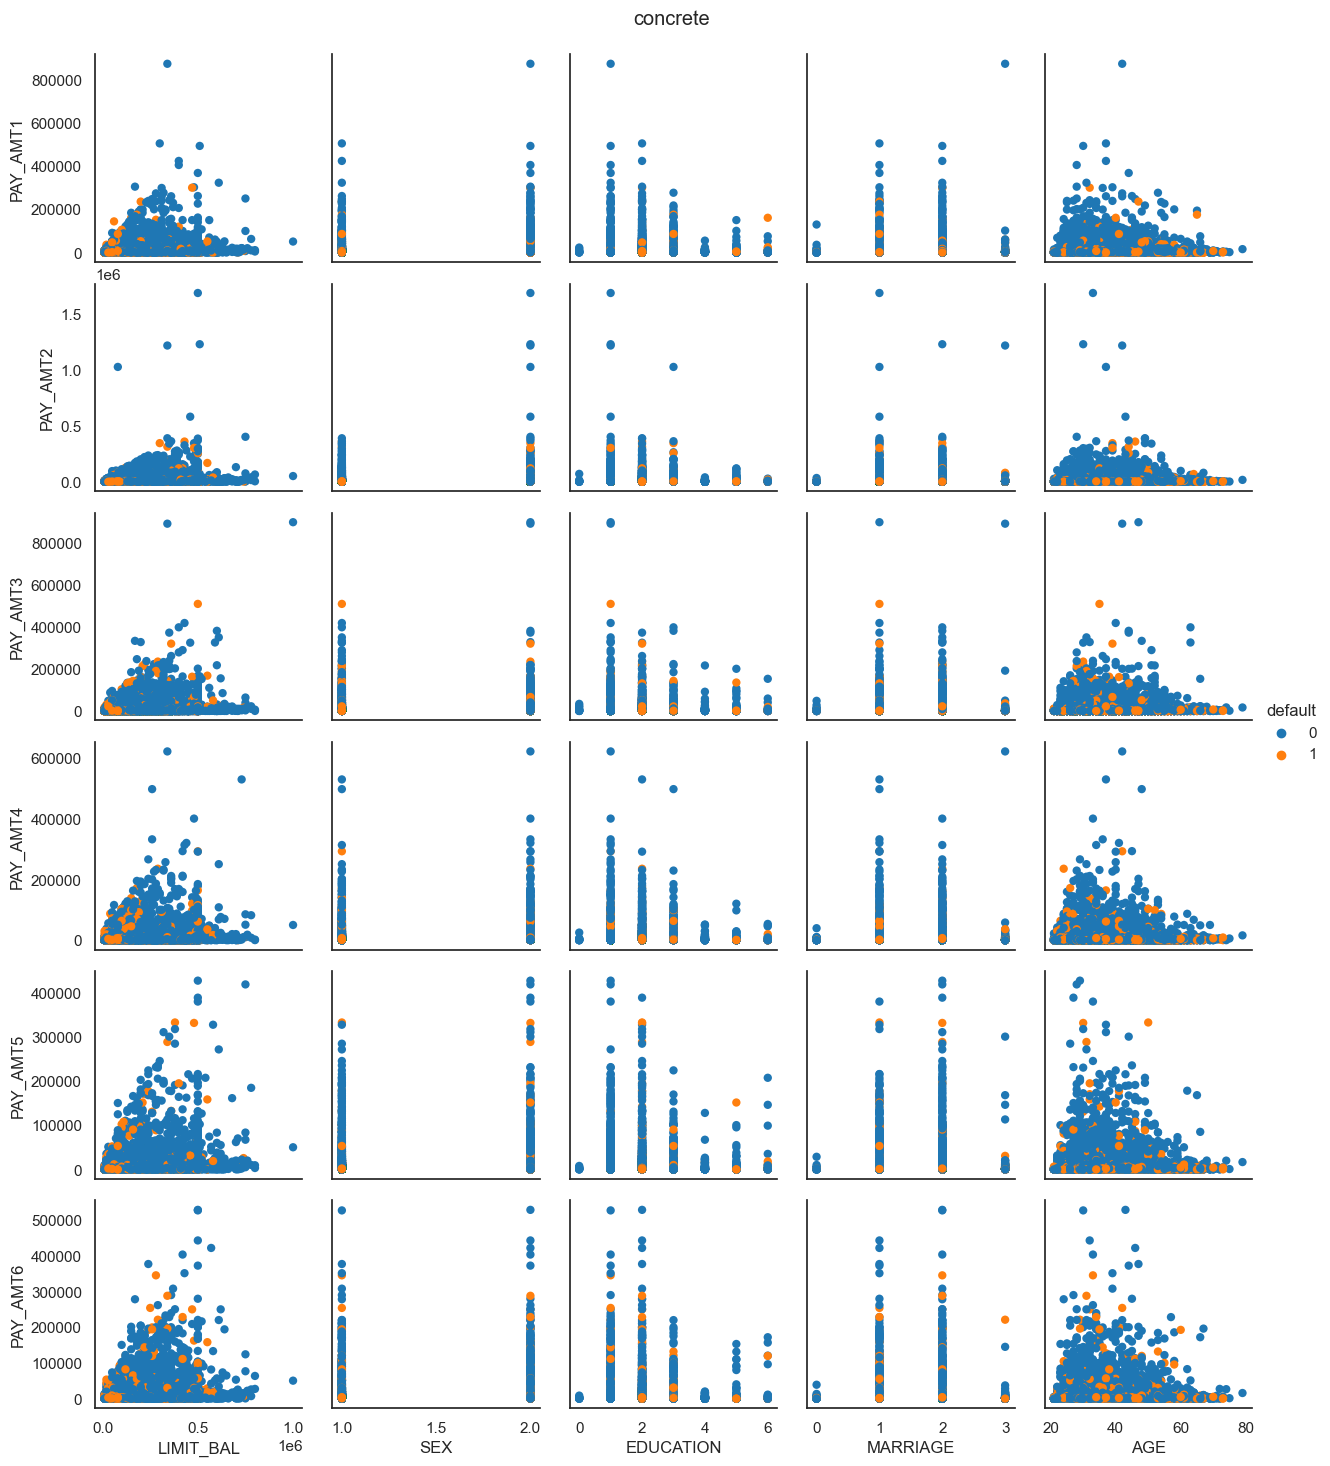 concrete
PAY_AMT1
800000
600000
400000
200000
0
1e6
PAY_AMT2
1.5
1.0
0.5
0.0
PAY_AMT3
800000
600000
400000
200000
0
default
0
1
PAY_AMT4
600000
400000
200000
0
PAY_AMT5
400000
300000
200000
100000
0
PAY_AMT6
500000
400000
300000
200000
100000
0
0.0 0.5 1.0
1e6
LIMIT_BAL
1.0 1.5 2.0
SEX
0 2 4 6
EDUCATION
0 1 2 3
MARRIAGE
20 40 60 80
AGE